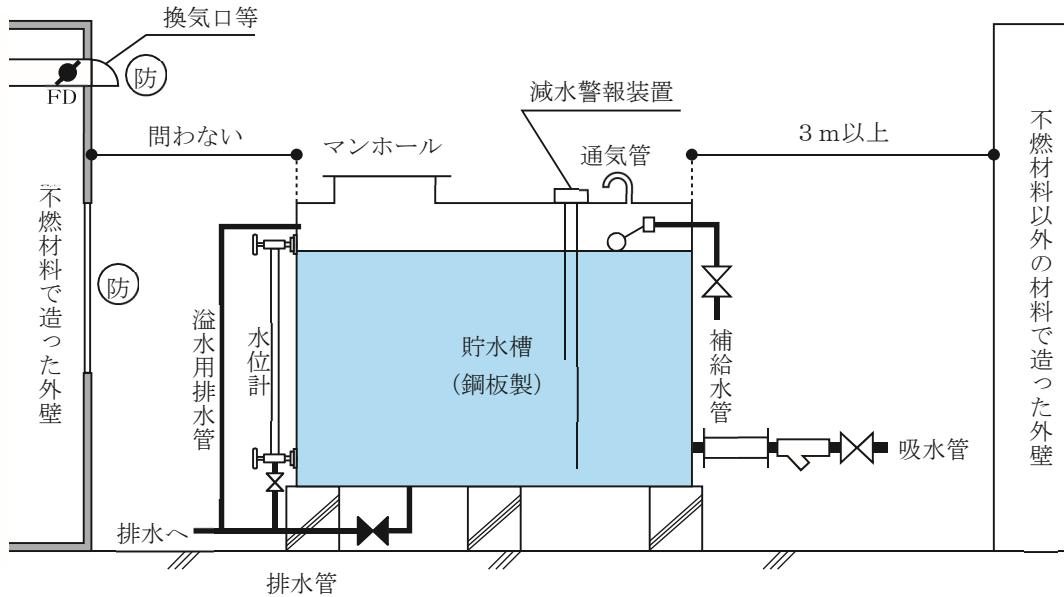 換気口等
防
FD
減水警報装置
問わない
マンホール
通気管
3m以上
不燃材料で造った外壁
不燃材料以外の材料で造った外壁
防
溢水用排水管
水位計
貯水槽
(鋼板製)
補給水管
吸水管
排水へ
排水管